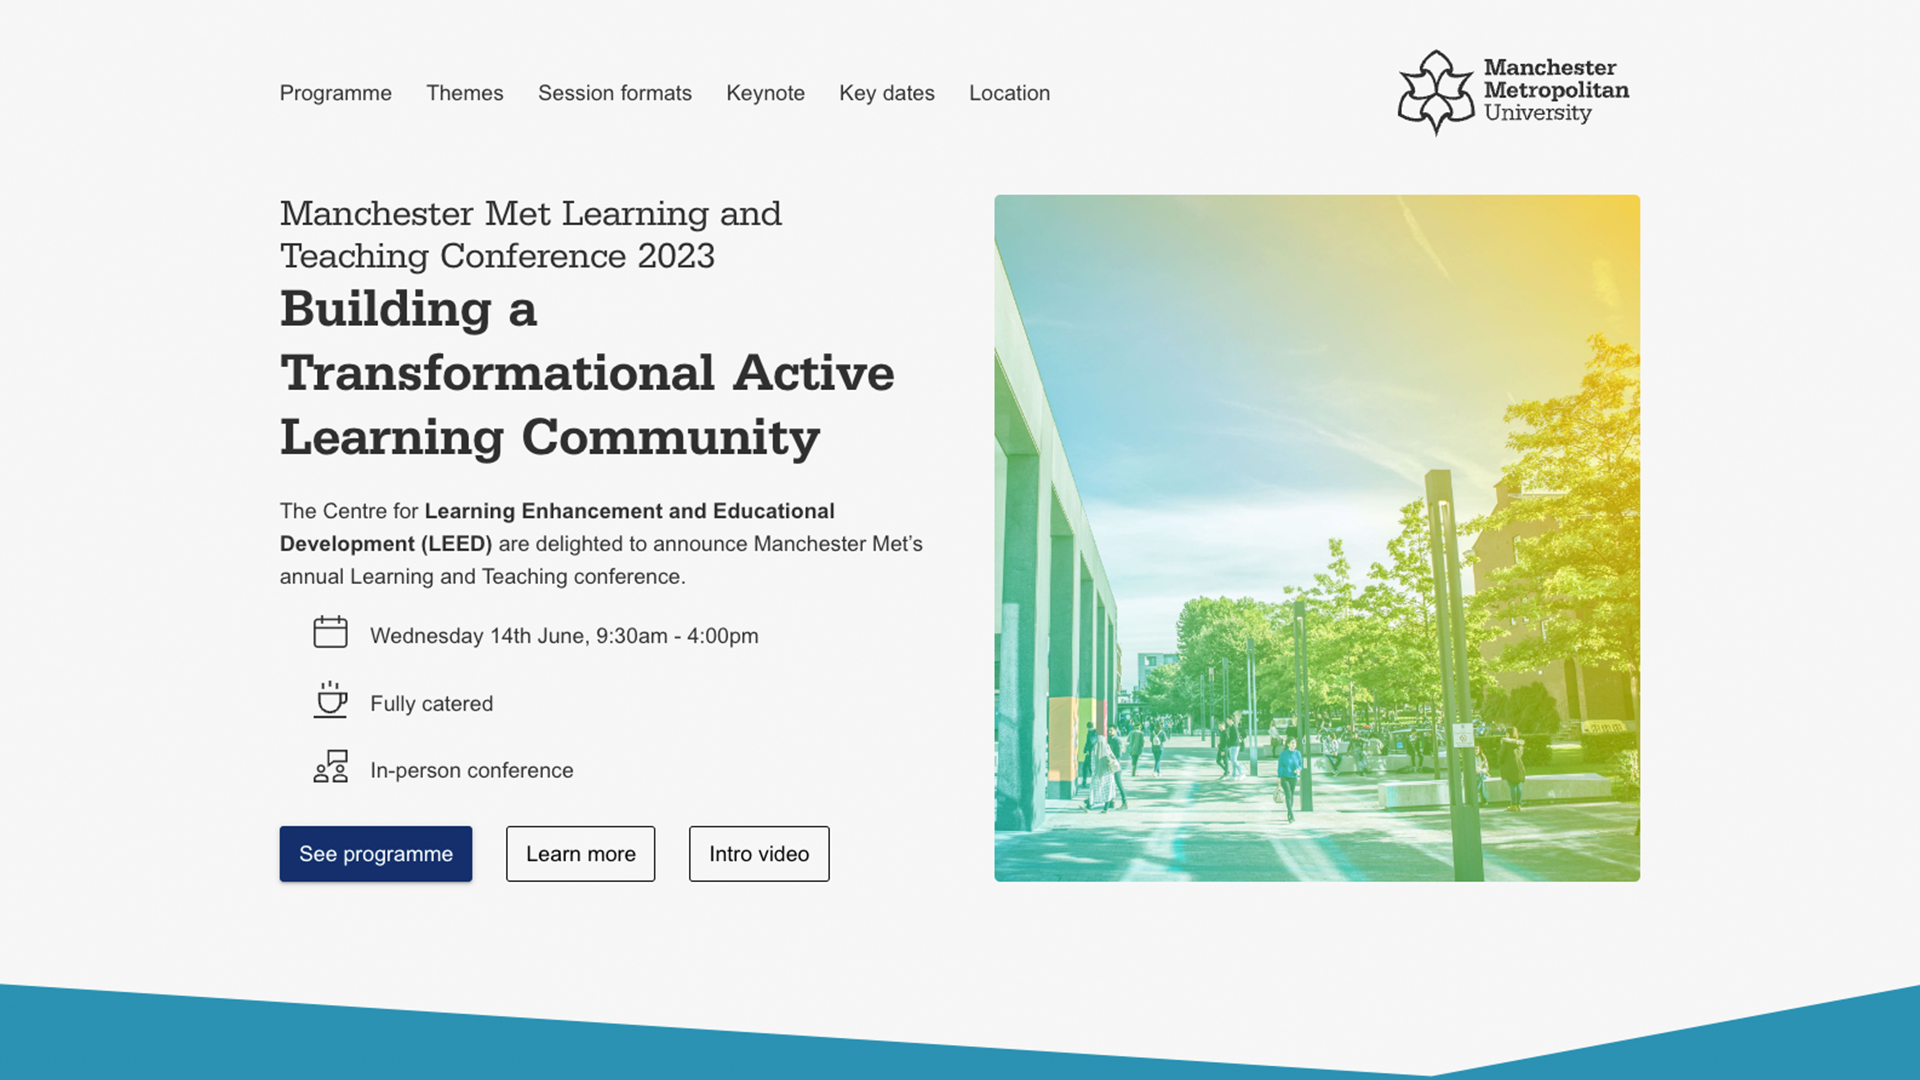 Programme Themes Session formats Keynote Key dates Location
Manchester
Metropolitan
University
Manchester Met Learning and
Teaching Conference 2023
Building a
Transformational Active
Learning Community
The Centre for Learning Enhancement and Educational
Development (LEED) are delighted to announce Manchester Met’s
annual Learning and Teaching conference.
Wednesday 14th June, 9:30am - 4:00pm
Fully catered
In-person conference
See programme
Learn more
Intro video